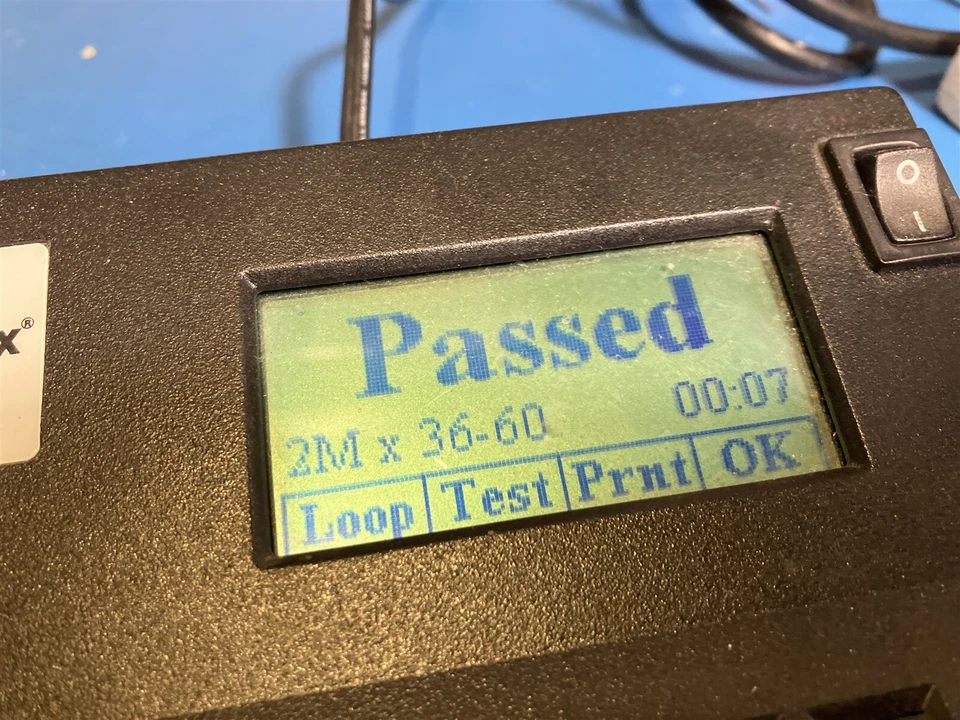 x®
Passed
00:07
2M x 36-60
Loop Test Prnt OK
O
I